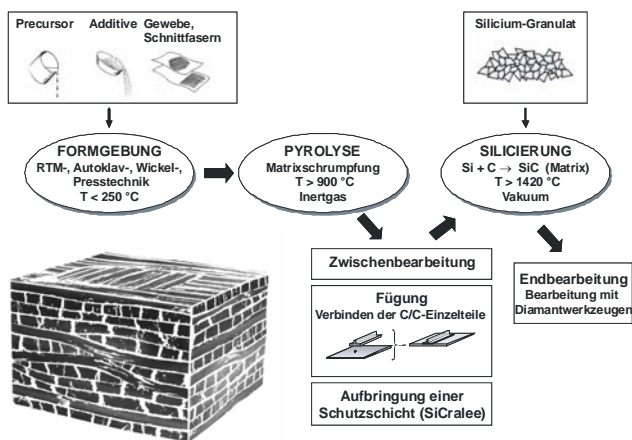 Precursor
Additive
Gewebe,
Schnittfasern
Silicium-Granulat
FORMGEBUNG
RTM-, Autoklav-, Wickel-,
Presstechnik
T < 250 °C
PYROLYSE
Matrixschrumpfung
T > 900 °C
Inertgas
SILICIERUNG
Si + C → SiC (Matrix)
T > 1420 °C
Vakuum
Zwischenbearbeitung
Fügung
Verbinden der C/C-Einzelteile
Aufbringung einer
Schutzschicht (SiCralee)
Endbearbeitung
Bearbeitung mit
Diamantwerkzeugen